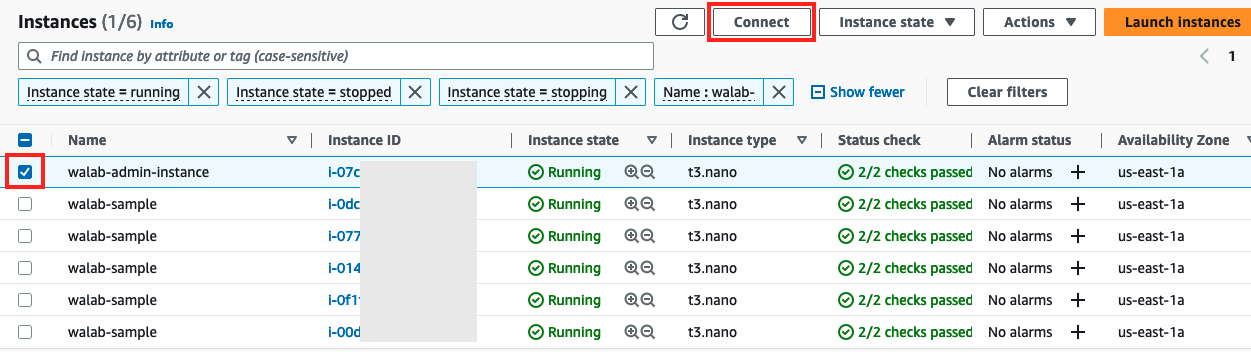 Instances (1/6) Info Connect Instance state Actions Launch instances
Find instance by attribute or tag (case-sensitive) 1
Instance state = running Instance state = stopped Instance state = stopping Name : walab- Show fewer Clear filters
Name Instance ID Instance state Instance type Status check Alarm status Availability Zone
walab-admin-instance i-07c Running t3.nano 2/2 checks passed No alarms us-east-1a
walab-sample i-0dc Running t3.nano 2/2 checks passed No alarms us-east-1a
walab-sample i-077 Running t3.nano 2/2 checks passed No alarms us-east-1a
walab-sample i-014 Running t3.nano 2/2 checks passed No alarms us-east-1a
walab-sample i-0f1 Running t3.nano 2/2 checks passed No alarms us-east-1a
walab-sample i-00d Running t3.nano 2/2 checks passed No alarms us-east-1a